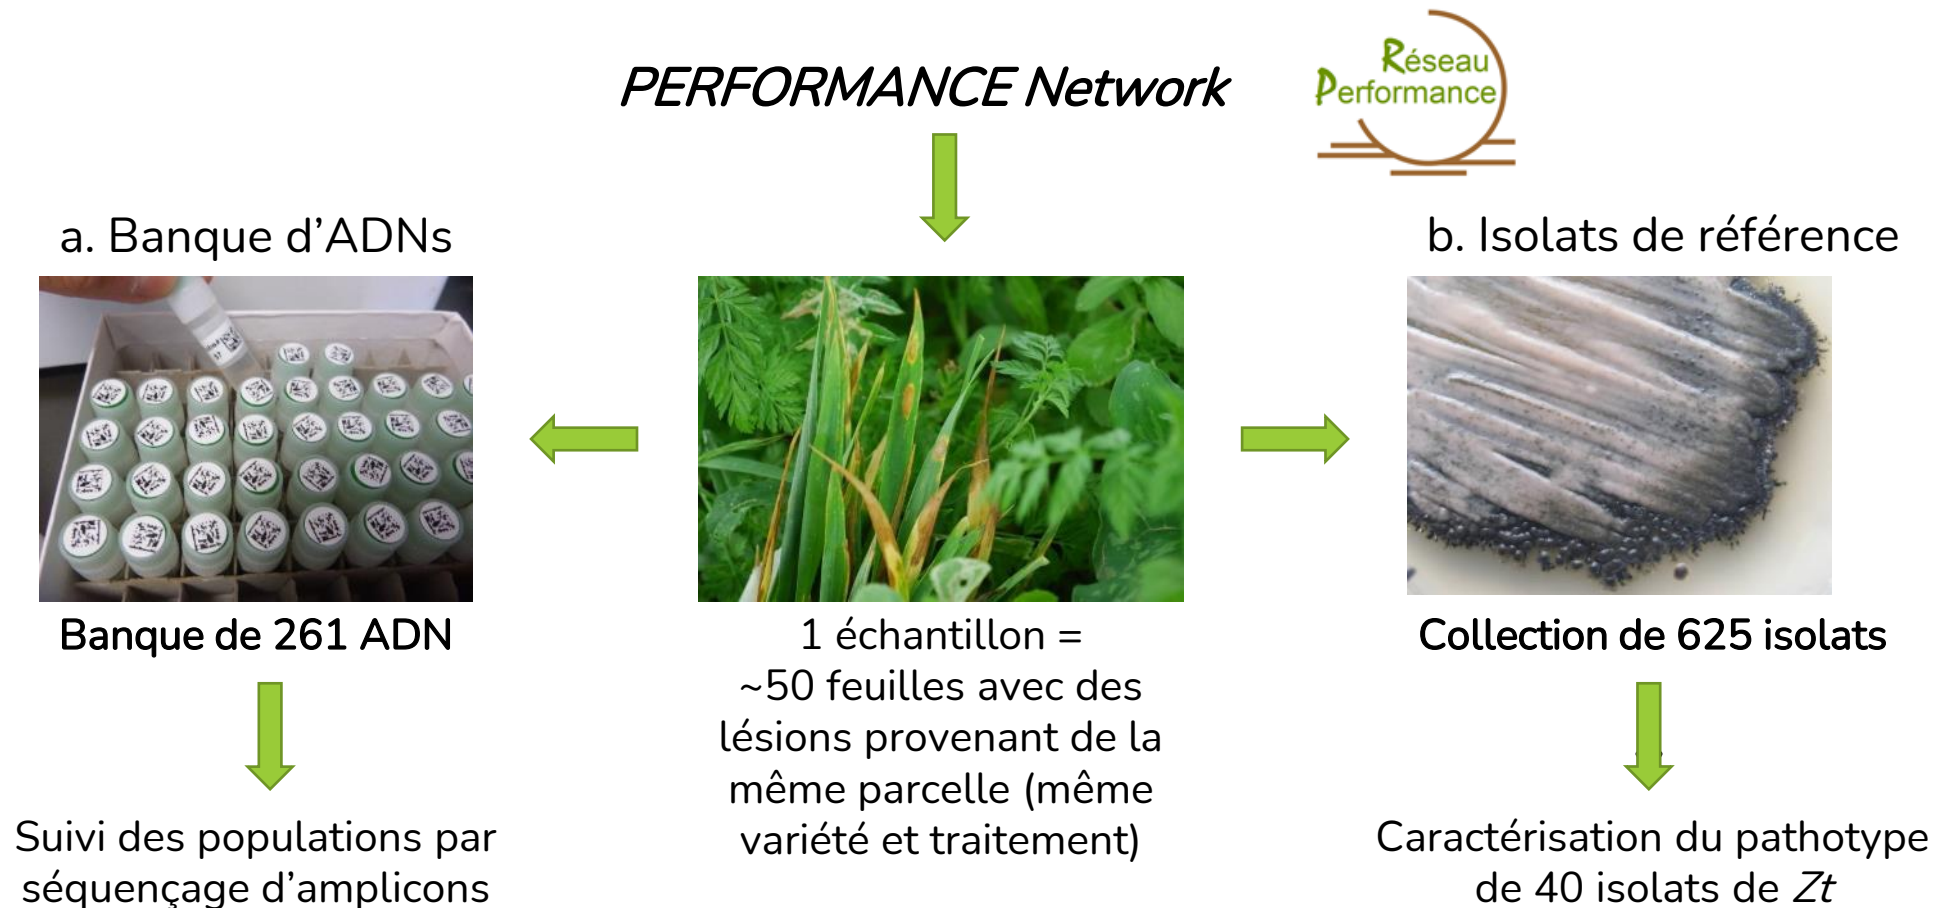 PERFORMANCE Network
Réseau
Performance
a. Banque d’ADNs
b. Isolats de référence
Banque de 261 ADN
1 échantillon =
~50 feuilles avec des
lésions provenant de la
même parcelle (même
variété et traitement)
Collection de 625 isolats
Suivi des populations par
séquençage d’amplicons
Caractérisation du pathotype
de 40 isolats de Zt